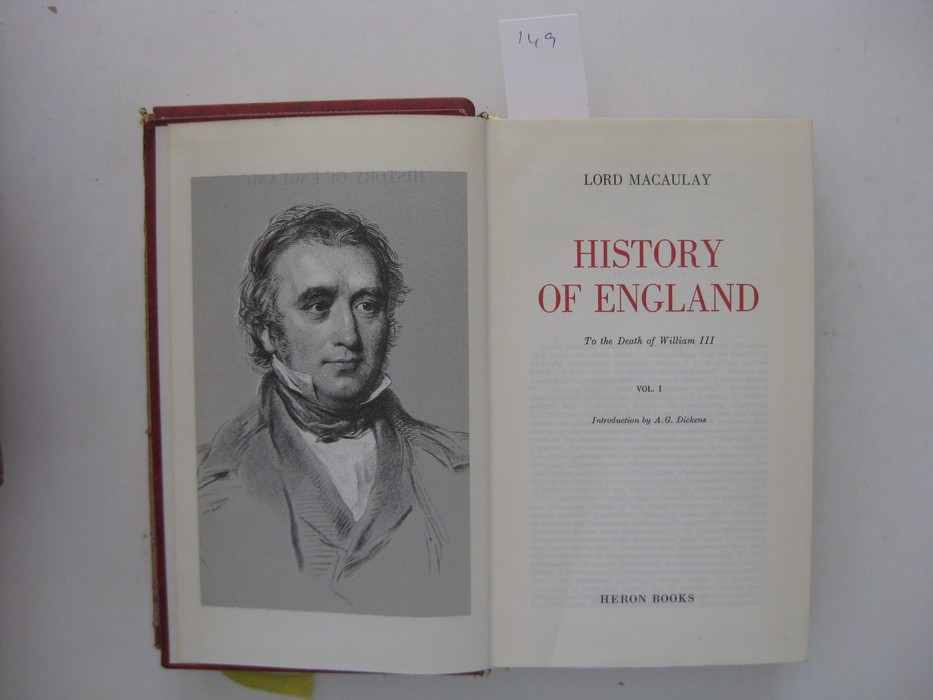 149
LORD MACAULAY
HISTORY
OF ENGLAND
To the Death of William III
VOL. I
Introduction by A. G. Dickens
HERON BOOKS